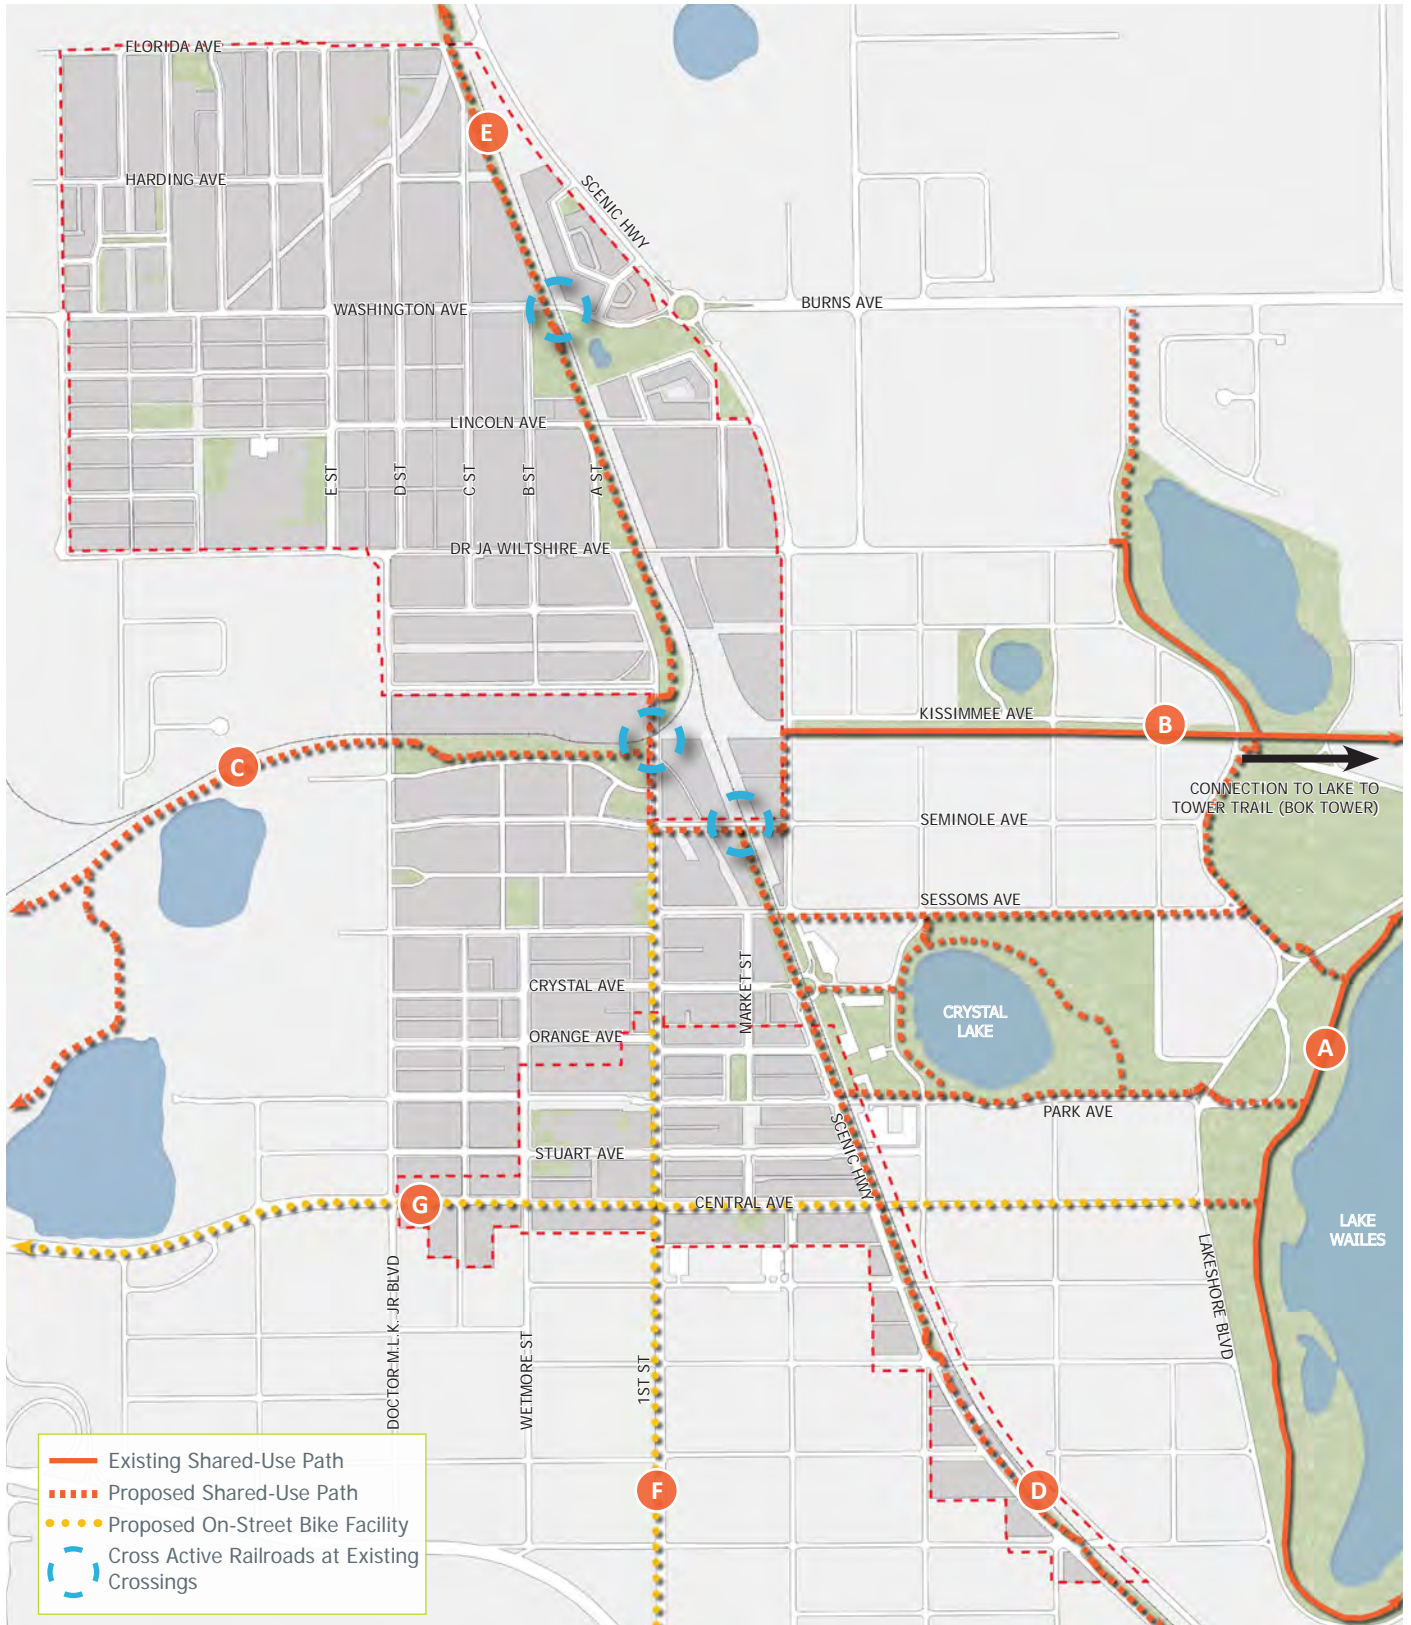 FLORIDA AVE
E
HARDING AVE
SCENIC HWY
WASHINGTON AVE
BURNS AVE
LINCOLN AVE
E ST
D ST
C ST
B ST
A ST
DR JA WILTSHIRE AVE
KISSIMMEE AVE
B
C
CONNECTION TO LAKE TO
TOWER TRAIL (BOK TOWER)
SEMINOLE AVE
SESSOMS AVE
MARKET ST
CRYSTAL AVE
CRYSTAL
LAKE
ORANGE AVE
A
PARK AVE
SCENIC HWY
STUART AVE
G
CENTRAL AVE
LAKE
WAILES
LAKESHORE BLVD
DOCTOR M.L.K. JR BLVD
WETMORE ST
1ST ST
F
D
Existing Shared-Use Path
Proposed Shared-Use Path
Proposed On-Street Bike Facility
Cross Active Railroads at Existing
Crossings